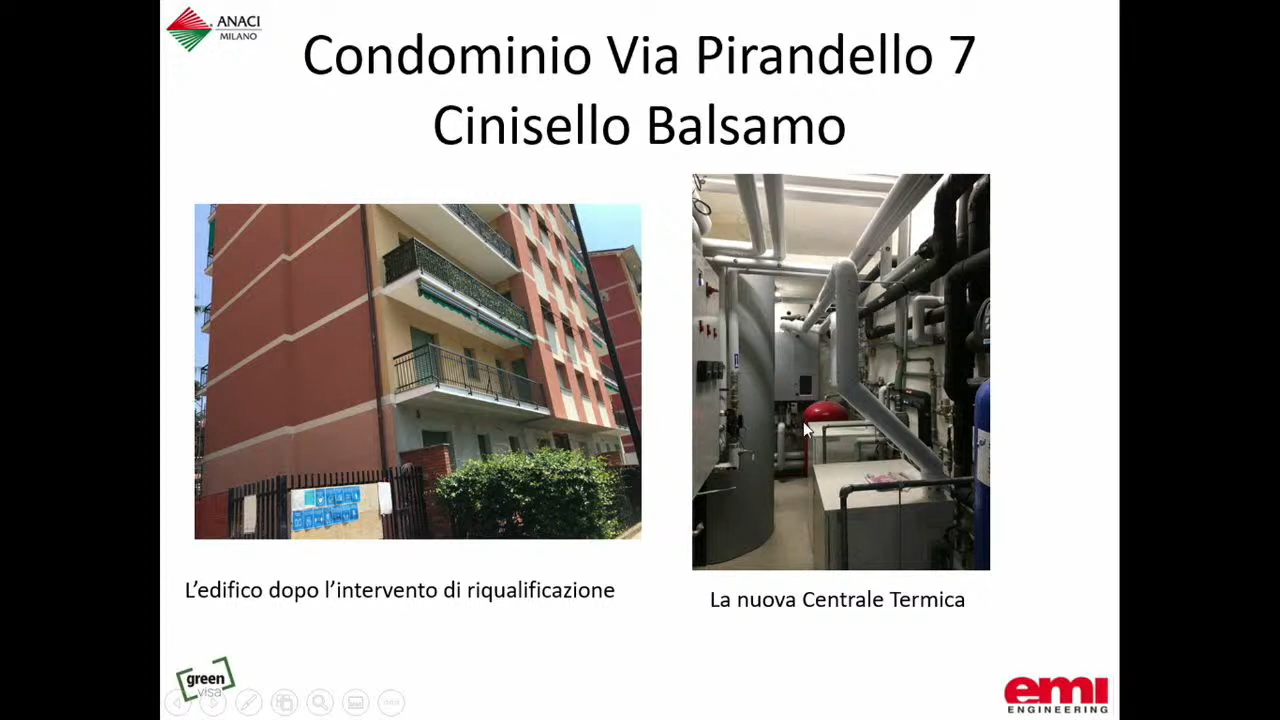 ANACI
MILANO
Condominio Via Pirandello 7
Cinisello Balsamo
L’edifico dopo l’intervento di riqualificazione
La nuova Centrale Termica
green
visa
emi
ENGINEERING